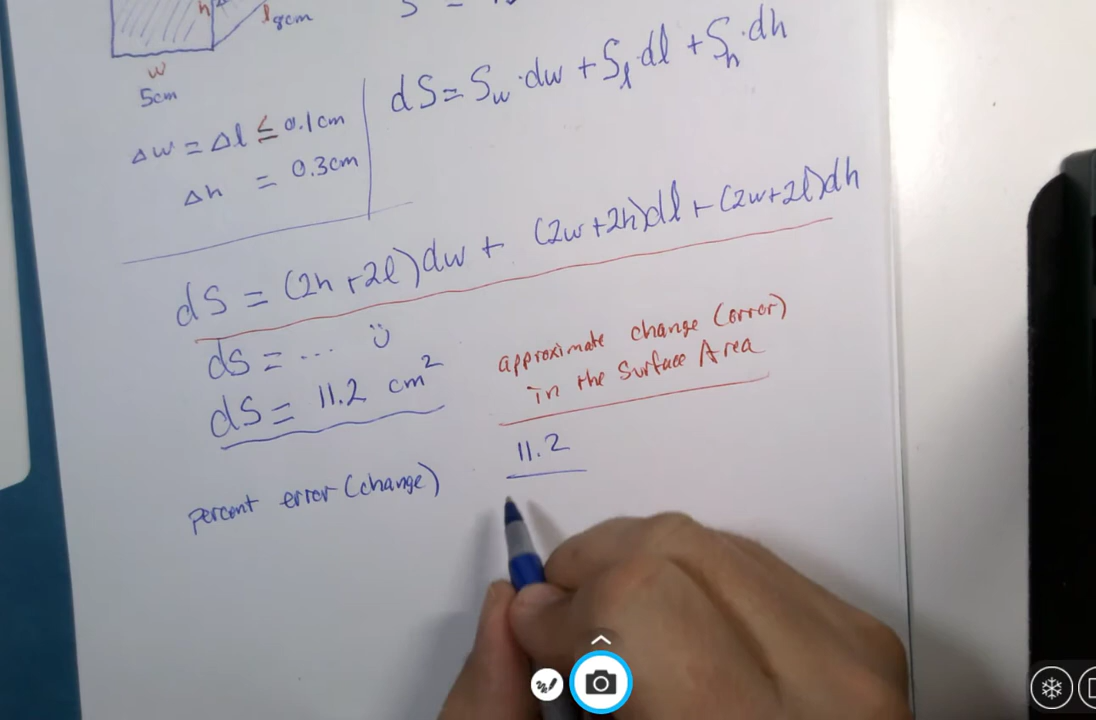 h
l 8cm
S =
w
5cm
Δw = Δl ≤ 0.1cm
Δh = 0.3cm
dS = S_w · dw + S_l · dl + S_h · dh
dS = (2h + 2l) dw + (2w + 2h) dl + (2w + 2l) dh
ds = ...
dS = 11.2 cm²
approximate change (error)
in the Surface Area
percent error (change)
11.2